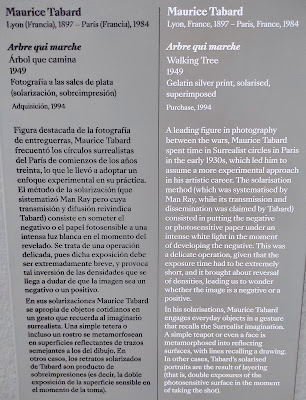 Maurice Tabard
Lyon (Francia), 1897 – París (Francia), 1984
Arbre qui marche
Árbol que camina
1949
Fotografía a las sales de plata
(solarización, sobreimpresión)
Adquisición, 1994
Figura destacada de la fotografía
de entreguerras, Maurice Tabard
frecuentó los círculos surrealistas
del París de comienzos de los años
treinta, lo que lo llevó a adoptar un
enfoque experimental en su práctica.
El método de la solarización (que
sistematizó Man Ray pero cuya
transmisión y difusión reivindica
Tabard) consiste en someter el
negativo o el papel fotosensible a una
intensa luz blanca en el momento del
revelado. Se trata de una operación
delicada, pues dicha exposición debe
ser extremadamente breve, y provoca
tal inversión de las densidades que se
llega a dudar de que la imagen sea un
negativo o un positivo.
En sus solarizaciones Maurice Tabard
se apropia de objetos cotidianos en
un gesto que recuerda al imaginario
surrealista. Una simple tetera o
incluso un rostro se metamorfosean
en superficies reflectantes de trazos
semejantes a los del dibujo. En
otros casos, los retratos solarizados
de Tabard son producto de
sobreimpresiones (es decir, la doble
exposición de la superficie sensible en
el momento de la toma).
Maurice Tabard
Lyon, France, 1897 – Paris, France, 1984
Arbre qui marche
Walking Tree
1949
Gelatin silver print, solarised,
superimposed
Purchase, 1994
A leading figure in photography
between the wars, Maurice Tabard
spent time in Surrealist circles in Paris
in the early 1930s, which led him to
assume a more experimental approach
in his artistic career. The solarisation
method (which was systematised by
Man Ray, while its transmission and
dissemination was claimed by Tabard)
consisted in putting the negative
or photosensitive paper under an
intense white light in the moment
of developing the negative. This was
a delicate operation, given that the
exposure time had to be extremely
short, and it brought about reversal
of densities, leading us to wonder
whether the image is a negative or a
positive.
In his solarisations, Maurice Tabard
engages everyday objects in a gesture
that recalls the Surrealist imagination.
A simple teapot or even a face is
metamorphosed into reflecting
surfaces, with lines recalling a drawing.
In other cases, Tabard's solarised
portraits are the result of layering
(that is, double exposures of the
photosensitive surface in the moment
of taking the shot).